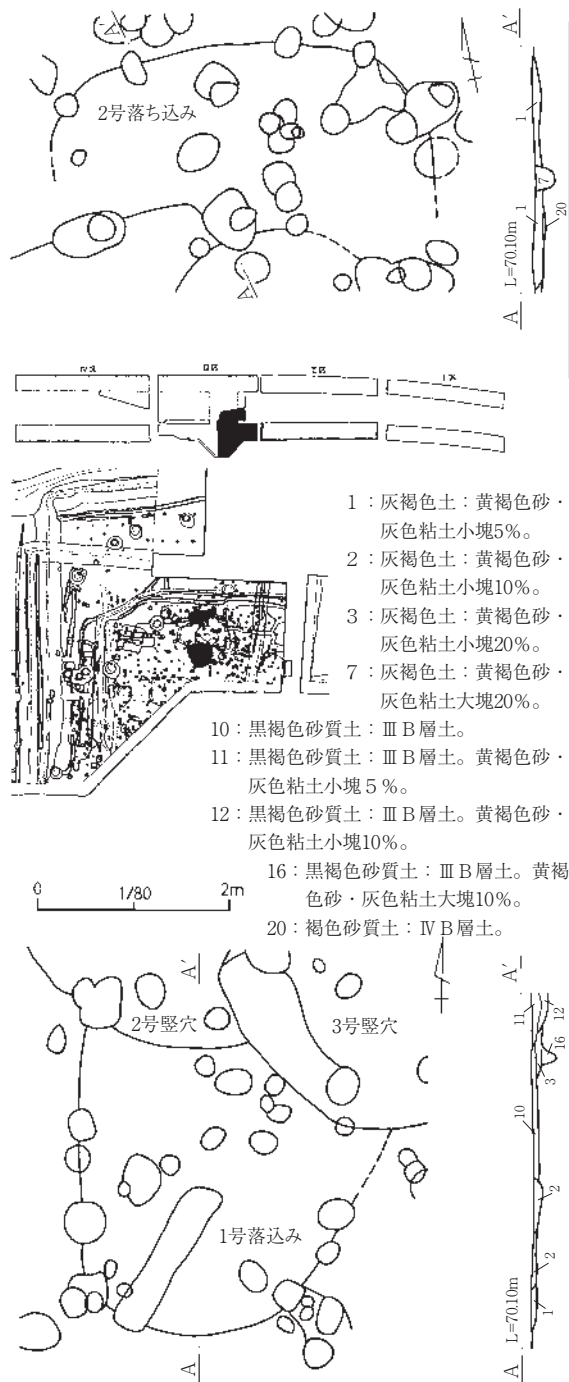 2号落ち込み
A′
1
7
1
20
L=70.10m
A
1：灰褐色土：黄褐色砂・
灰色粘土小塊5%。
2：灰褐色土：黄褐色砂・
灰色粘土小塊10%。
3：灰褐色土：黄褐色砂・
灰色粘土小塊20%。
7：灰褐色土：黄褐色砂・
灰色粘土大塊20%。
10：黒褐色砂質土：ⅢB層土。
11：黒褐色砂質土：ⅢB層土。黄褐色砂・
灰色粘土小塊５%。
12：黒褐色砂質土：ⅢB層土。黄褐色砂・
灰色粘土小塊10%。
16：黒褐色砂質土：ⅢB層土。黄褐
色砂・灰色粘土大塊10%。
20：褐色砂質土：ⅣB層土。
0 1/80 2m
A′
2号竪穴
3号竪穴
1号落込み
A
A′
11
12
16
3
10
2
2
1
L=70.10m
A